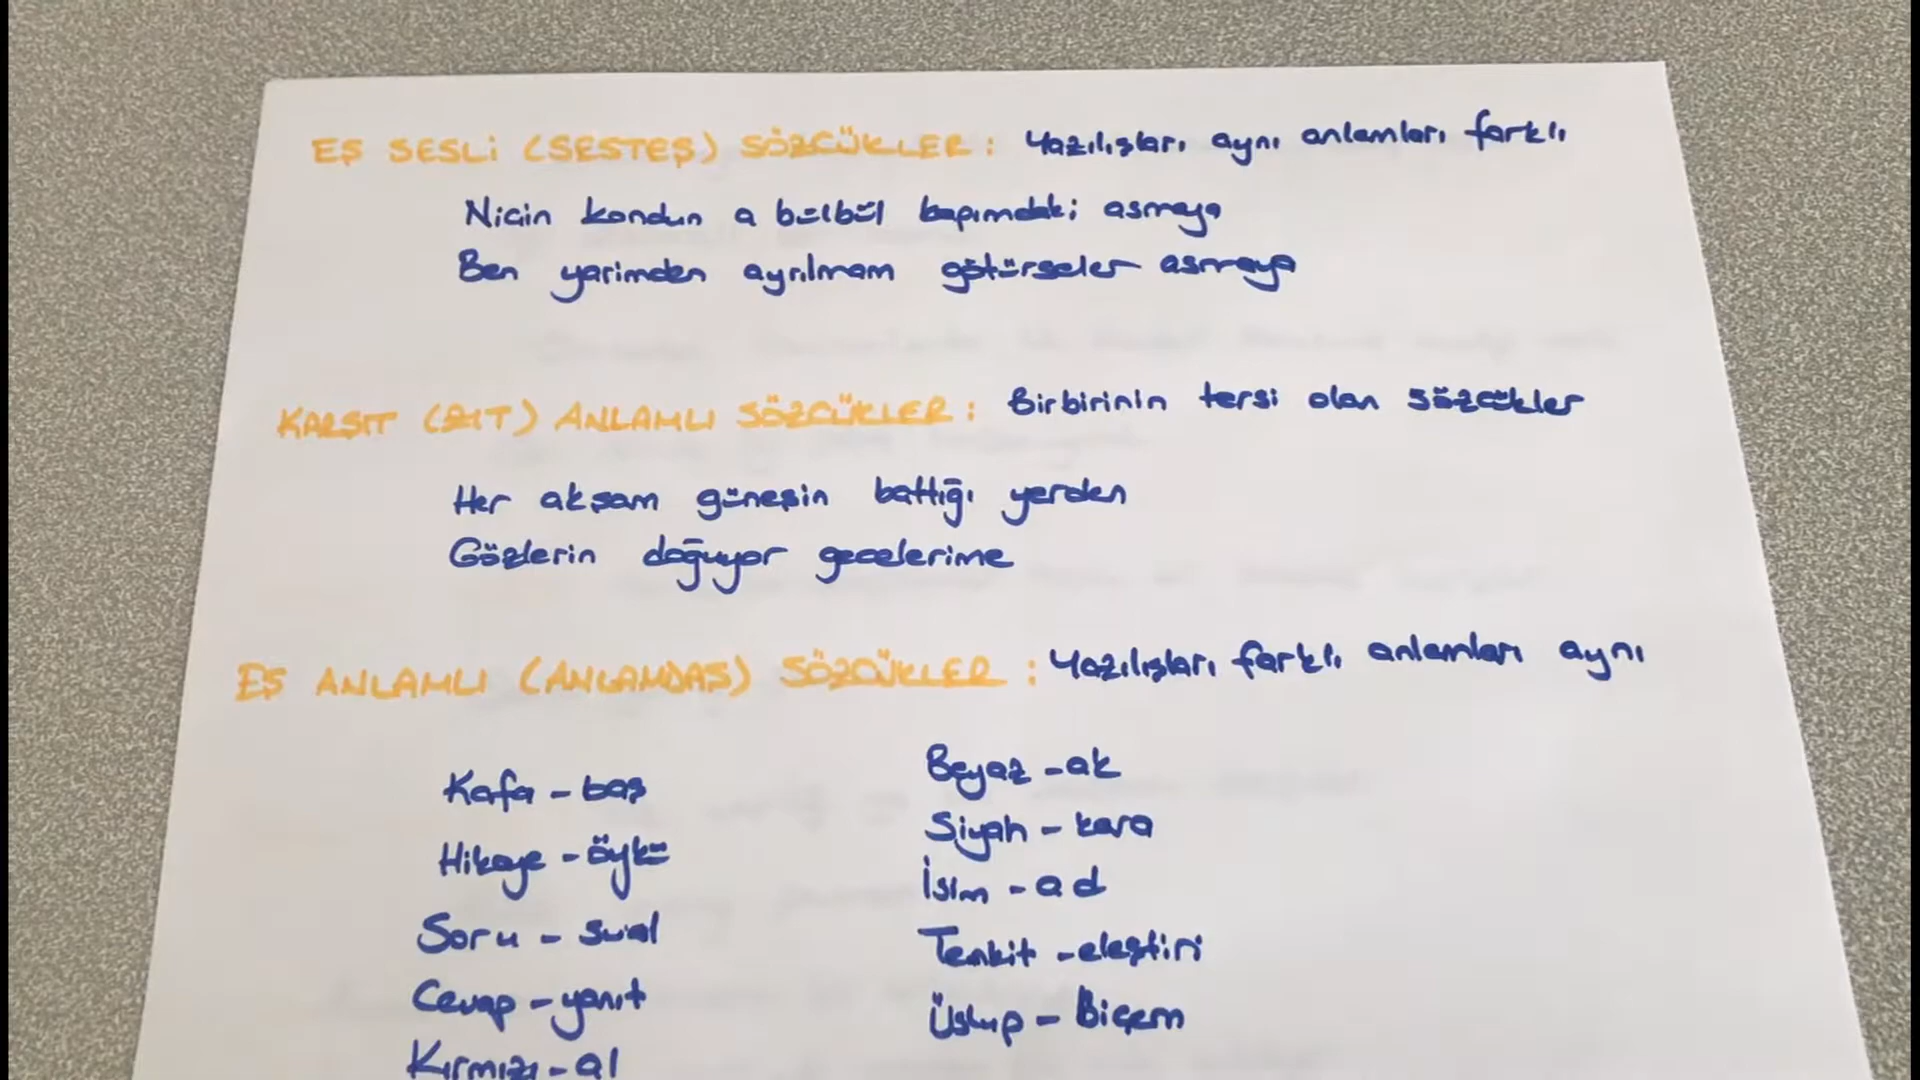 EŞ SESLİ (SESTEŞ) SÖZCÜKLER : Yazılışları aynı anlamları farklı
Niçin kondun a bülbül kapımdaki asmaya
Ben yarimden ayrılmam götürseler asmaya
KARŞIT (ZIT) ANLAMLI SÖZCÜKLER : Birbirinin tersi olan sözcükler
Her akşam güneşin battığı yerden
Gözlerin doğuyor gecelerime
EŞ ANLAMLI (ANLAMDAŞ) SÖZCÜKLER : Yazılışları farklı anlamları aynı
Kafa - baş
Hikaye - öykü
Soru - sual
Cevap - yanıt
Kırmızı - al
Beyaz - ak
Siyah - kara
İsim - ad
Tenkit - eleştiri
Üslup - Biçem